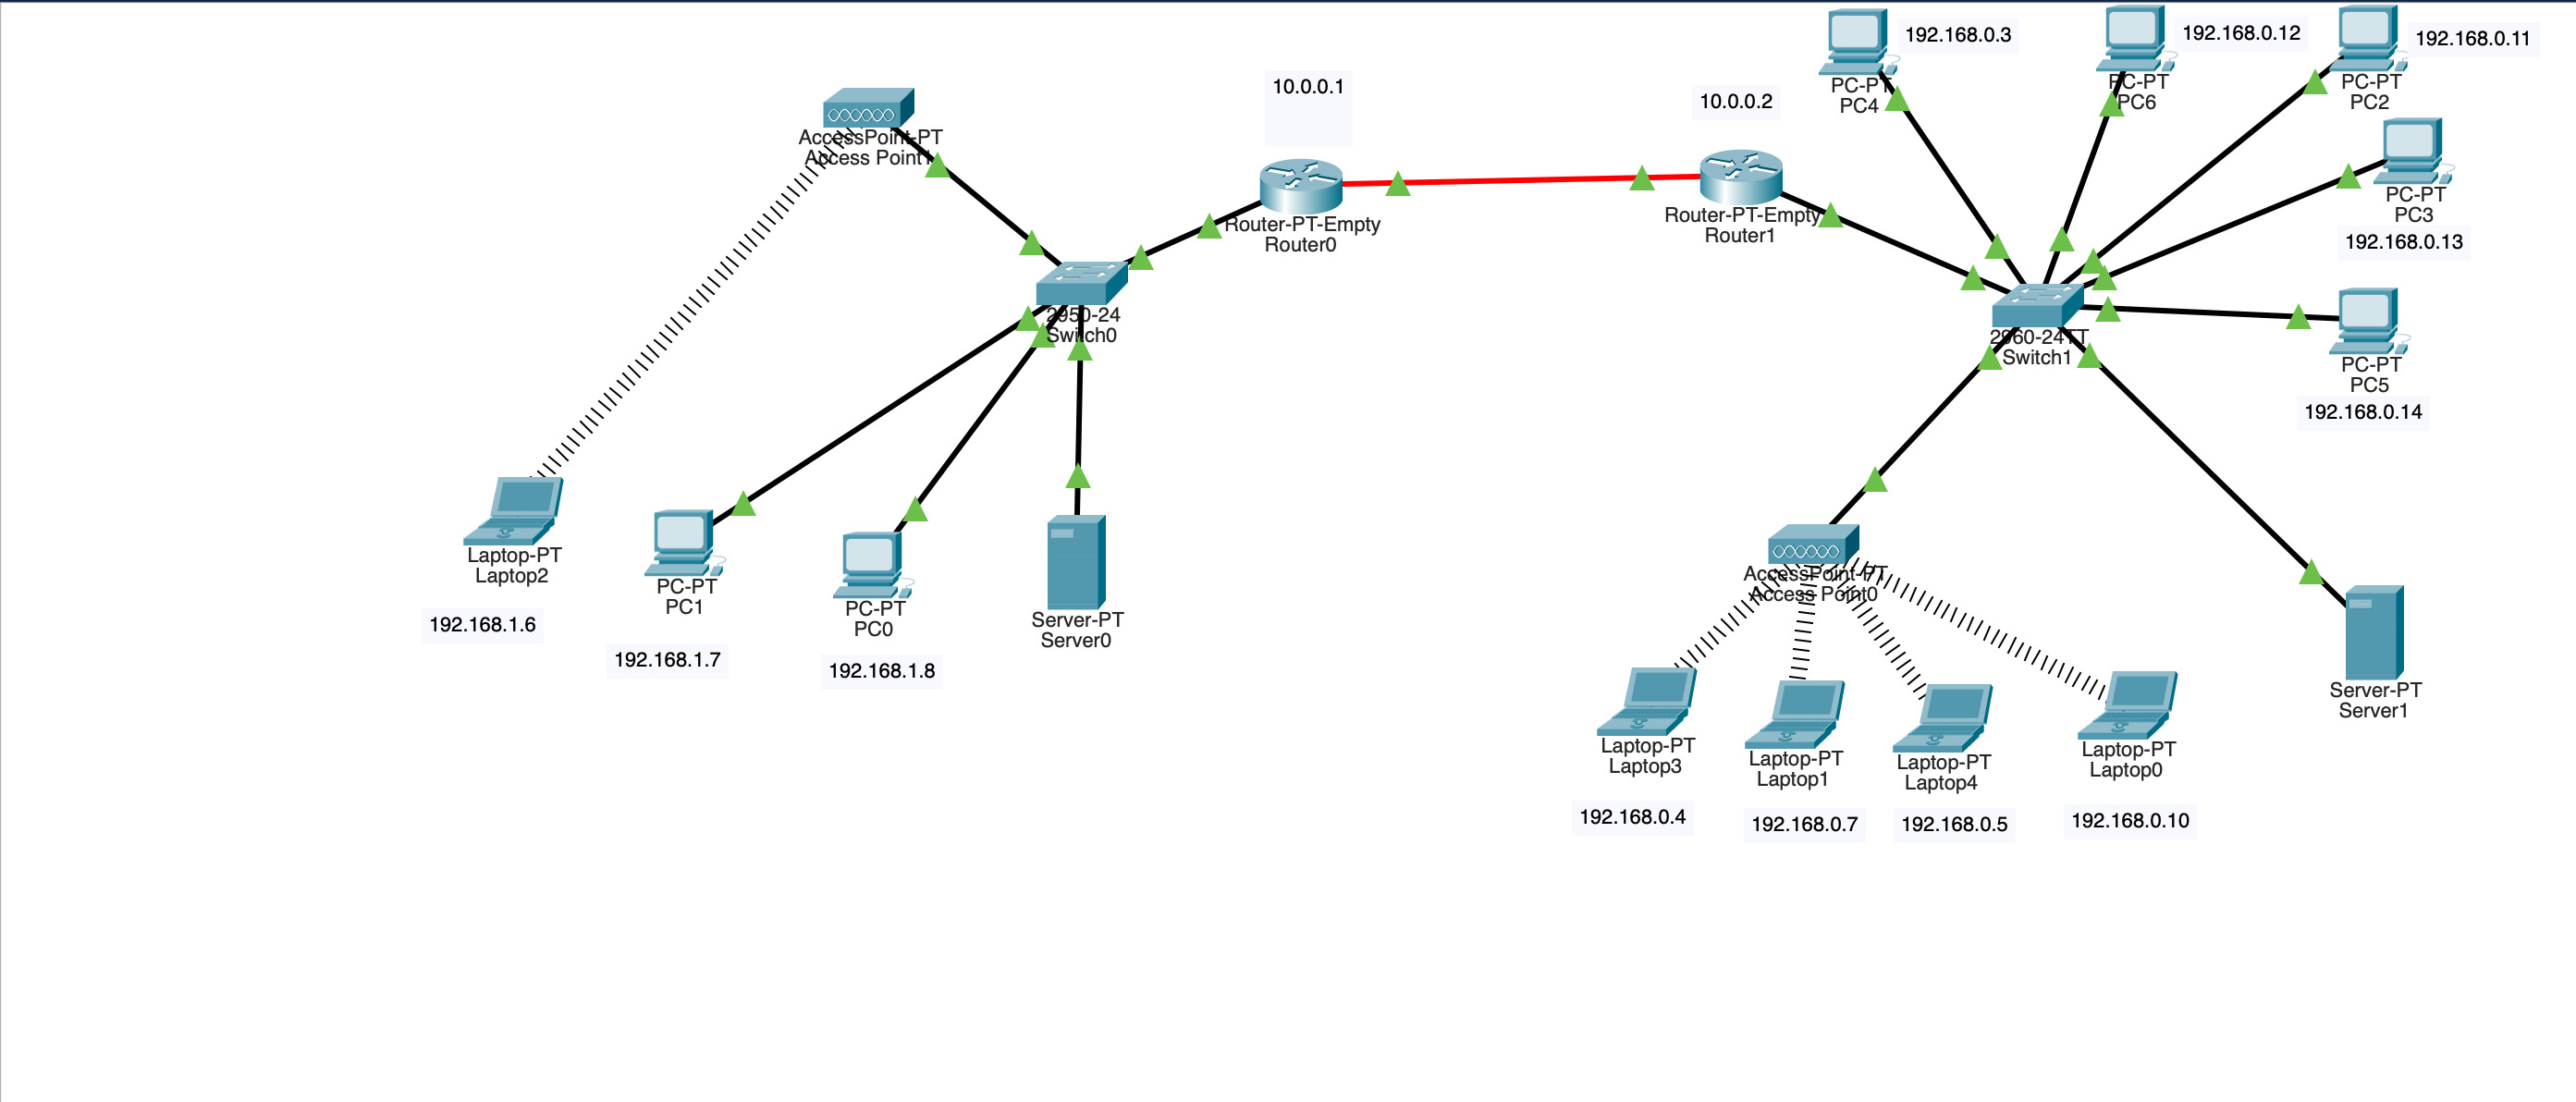 192.168.0.3
192.168.0.12
192.168.0.11
PC-PT
PC4
PC-PT
PC6
PC-PT
PC2
10.0.0.1
10.0.0.2
AccessPoint-PT
Access Point1
PC-PT
PC3
192.168.0.13
Router-PT-Empty
Router0
Router-PT-Empty
Router1
2950-24
Switch0
2960-24TT
Switch1
PC-PT
PC5
192.168.0.14
Laptop-PT
Laptop2
192.168.1.6
PC-PT
PC1
192.168.1.7
PC-PT
PC0
192.168.1.8
Server-PT
Server0
AccessPoint-PT
Access Point0
Server-PT
Server1
Laptop-PT
Laptop3
192.168.0.4
Laptop-PT
Laptop1
192.168.0.7
Laptop-PT
Laptop4
192.168.0.5
Laptop-PT
Laptop0
192.168.0.10